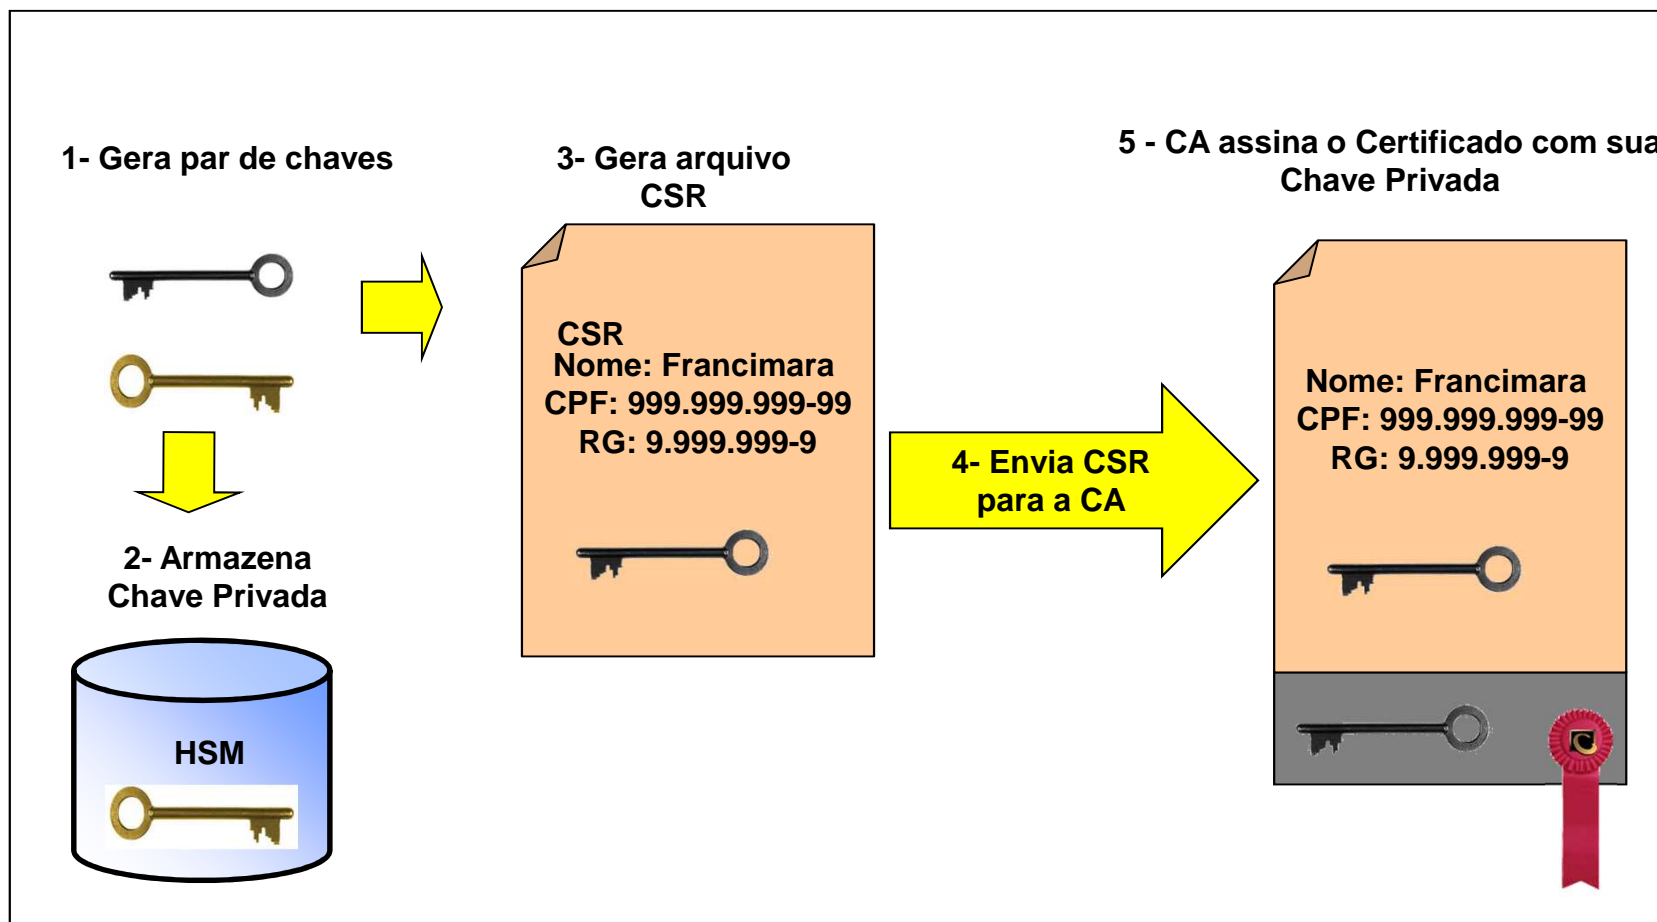 1- Gera par de chaves
2- Armazena
Chave Privada
HSM
3- Gera arquivo
CSR
CSR
Nome: Francimara
CPF: 999.999.999-99
RG: 9.999.999-9
4- Envia CSR
para a CA
5 - CA assina o Certificado com sua
Chave Privada
Nome: Francimara
CPF: 999.999.999-99
RG: 9.999.999-9